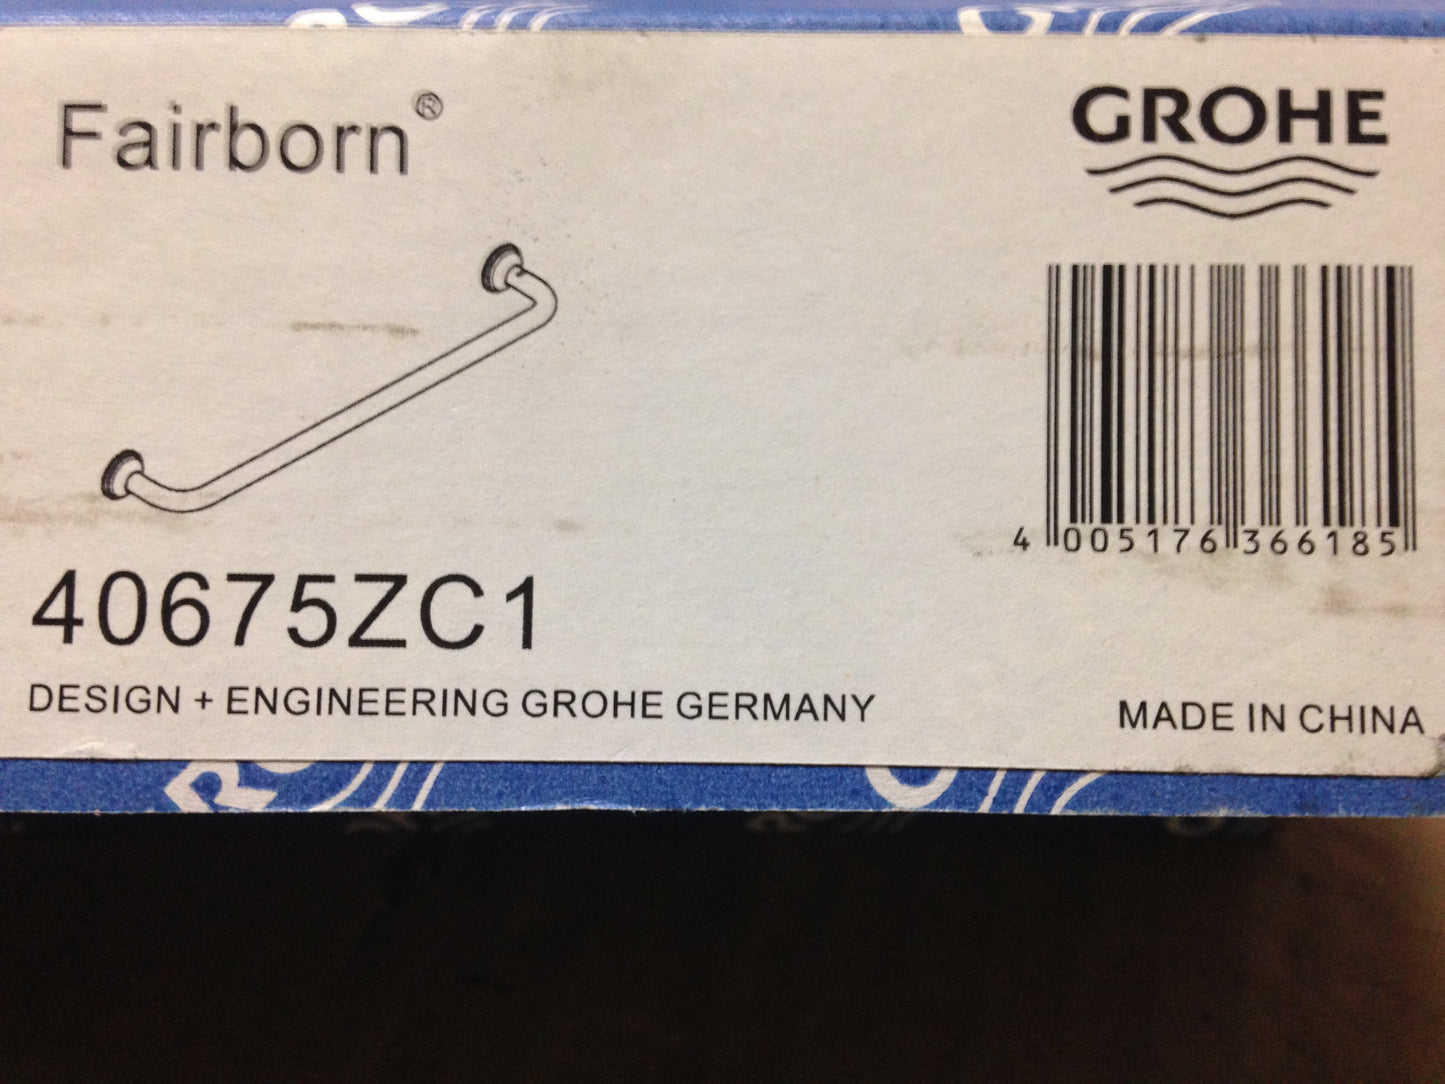 Fairborn®
GROHE
4 005176 366185
40675ZC1
DESIGN + ENGINEERING GROHE GERMANY
MADE IN CHINA